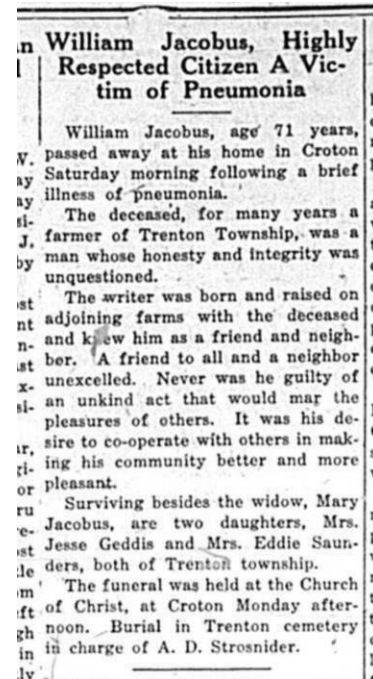 William Jacobus, Highly
Respected Citizen A Vic-
tim of Pneumonia
William Jacobus, age 71 years,
passed away at his home in Croton
Saturday morning following a brief
illness of pneumonia.
The deceased, for many years a
farmer of Trenton Township, was a
man whose honesty and integrity was
unquestioned.
The writer was born and raised on
adjoining farms with the deceased
and knew him as a friend and neigh-
bor. A friend to all and a neighbor
unexcelled. Never was he guilty of
an unkind act that would mar the
pleasures of others. It was his de-
sire to co-operate with others in mak-
ing his community better and more
pleasant.
Surviving besides the widow, Mary
Jacobus, are two daughters, Mrs.
Jesse Geddis and Mrs. Eddie Saun-
ders, both of Trenton township.
The funeral was held at the Church
of Christ, at Croton Monday after-
noon. Burial in Trenton cemetery
in charge of A. D. Strosnider.